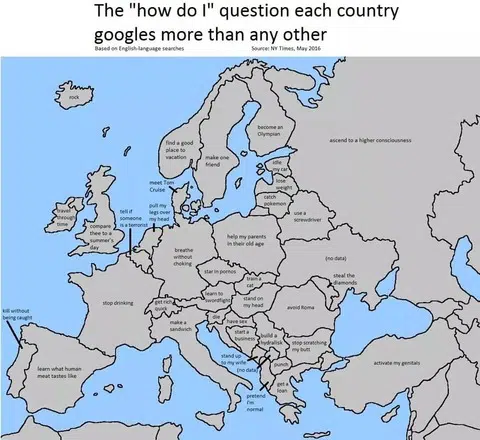 The "how do I" question each country
googles more than any other
Based on English-language searches
Source: NY Times, May 2016
rock
find a good
place to
vacation
make one
friend
become an
Olympian
ascend to a higher consciousness
idle
my car
lose
weight
catch
pokemon
use a
screwdriver
meet Tom
Cruise
pull my
legs over
my head
tell if
someone
is a terrorist
travel
through
time
compare
thee to a
summer's
day
breathe
without
choking
help my parents
in their old age
(no data)
steal the
diamonds
star in pornos
train a
cat
stop drinking
get rich
quick
learn to
swordfight
stand on
my head
avoid Roma
make a
sandwich
die
have sex
start a
business
build a
hydralisk
stop scratching
my butt
kill without
being caught
learn what human
meat tastes like
stand up
to my wife
(no data)
punch
activate my genitals
pretend
I'm
normal
get a
loan